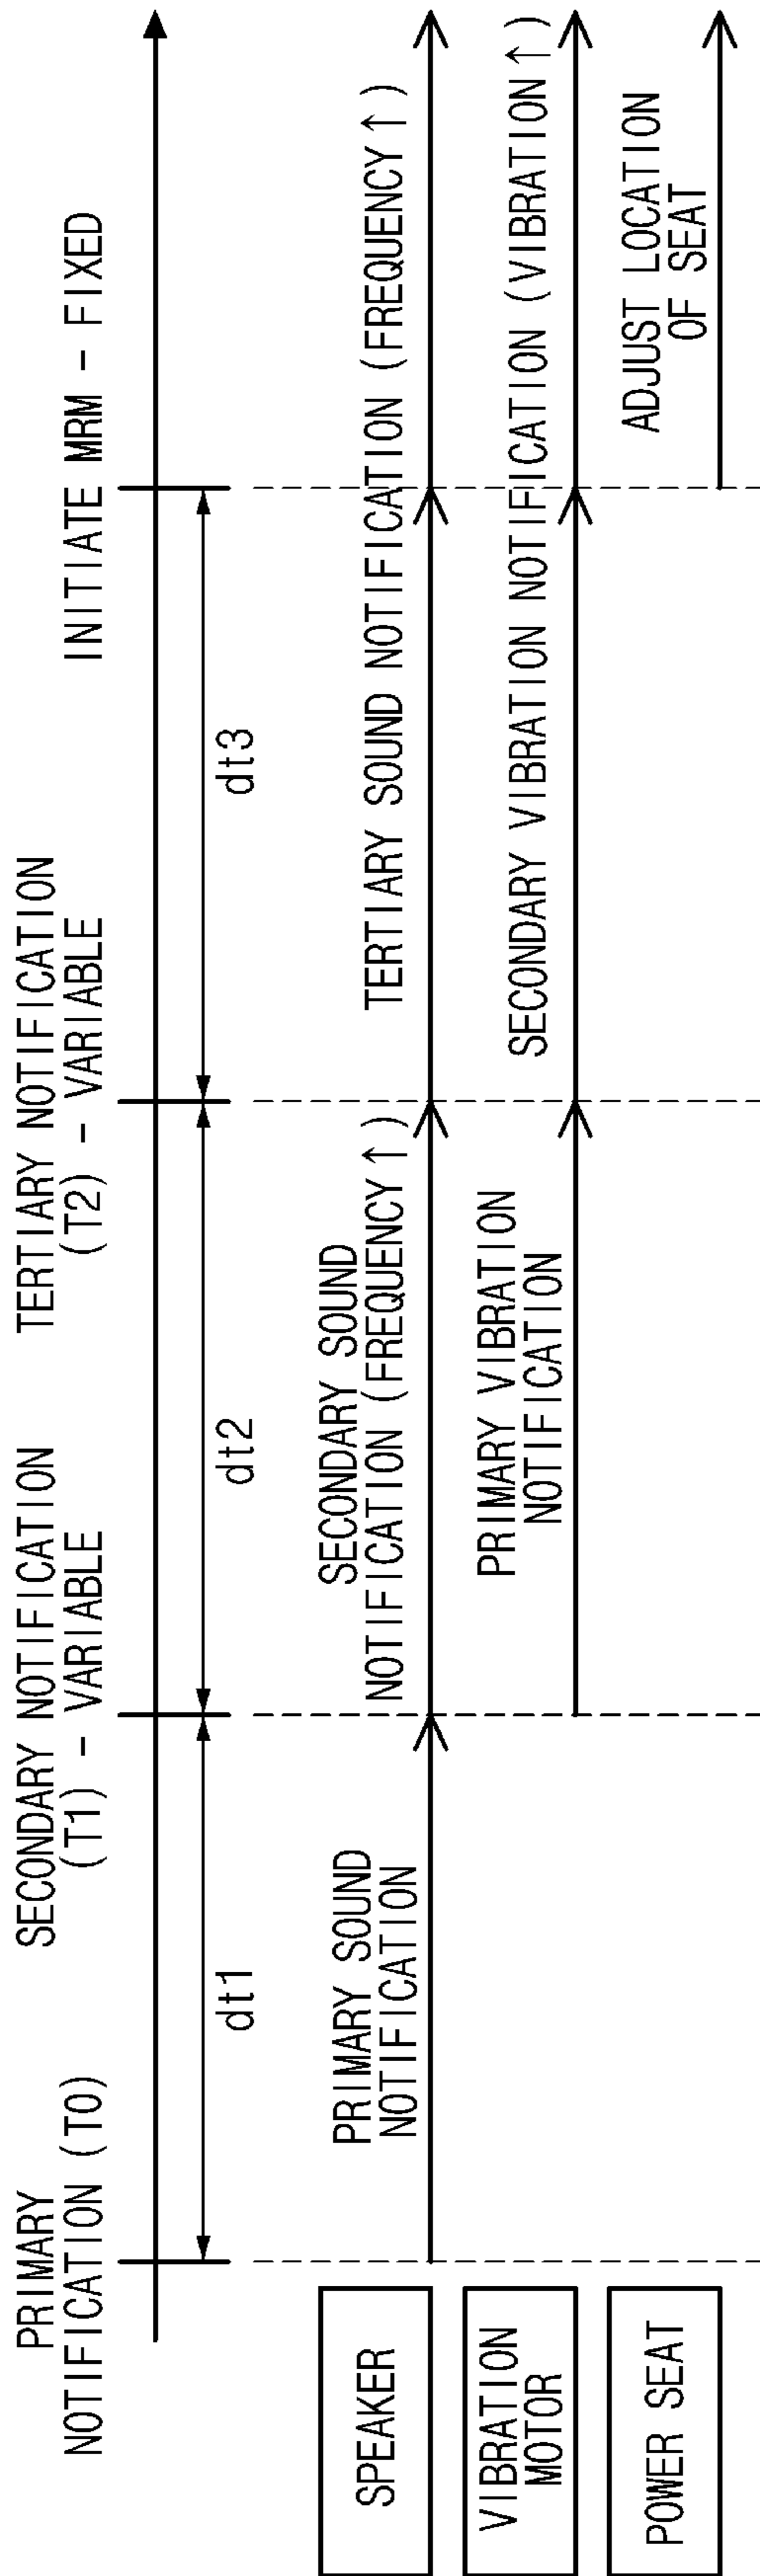 PRIMARY
NOTIFICATION (T0)
SECONDARY NOTIFICATION
(T1) - VARIABLE
TERTIARY NOTIFICATION
(T2) - VARIABLE
INITIATE MRM - FIXED
dt1
dt2
dt3
SPEAKER
PRIMARY SOUND
NOTIFICATION
SECONDARY SOUND
NOTIFICATION (FREQUENCY↑)
TERTIARY SOUND NOTIFICATION (FREQUENCY↑)
VIBRATION
MOTOR
PRIMARY VIBRATION
NOTIFICATION
SECONDARY VIBRATION NOTIFICATION (VIBRATION↑)
POWER SEAT
ADJUST LOCATION
OF SEAT